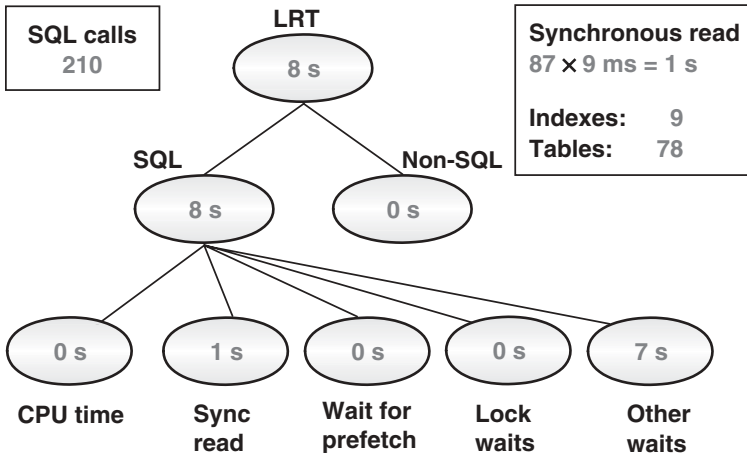 SQL calls
210
LRT
8 s
Synchronous read
87 × 9 ms = 1 s
Indexes: 9
Tables: 78
SQL
8 s
Non-SQL
0 s
0 s
1 s
0 s
0 s
7 s
CPU time
Sync
read
Wait for
prefetch
Lock
waits
Other
waits